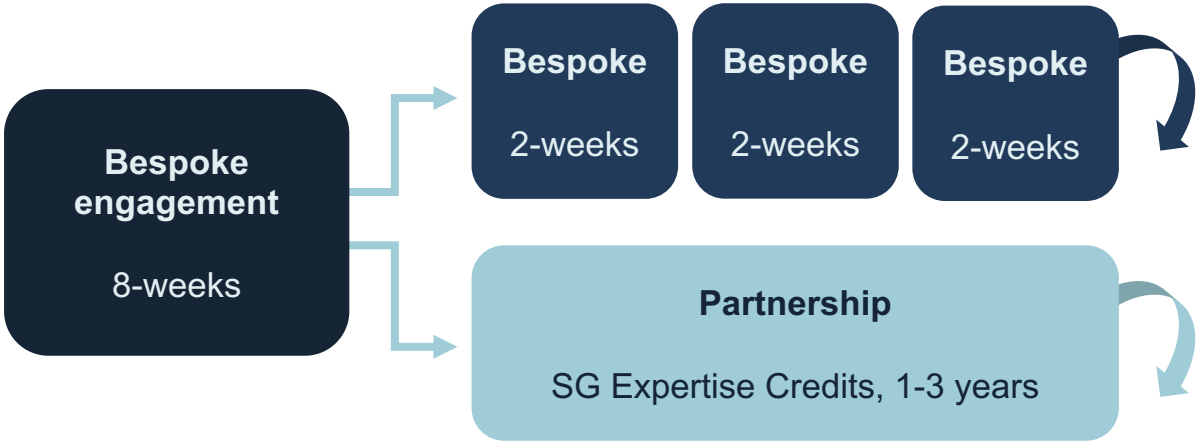 Bespoke
engagement
8-weeks
Bespoke
2-weeks
Bespoke
2-weeks
Bespoke
2-weeks
Partnership
SG Expertise Credits, 1-3 years